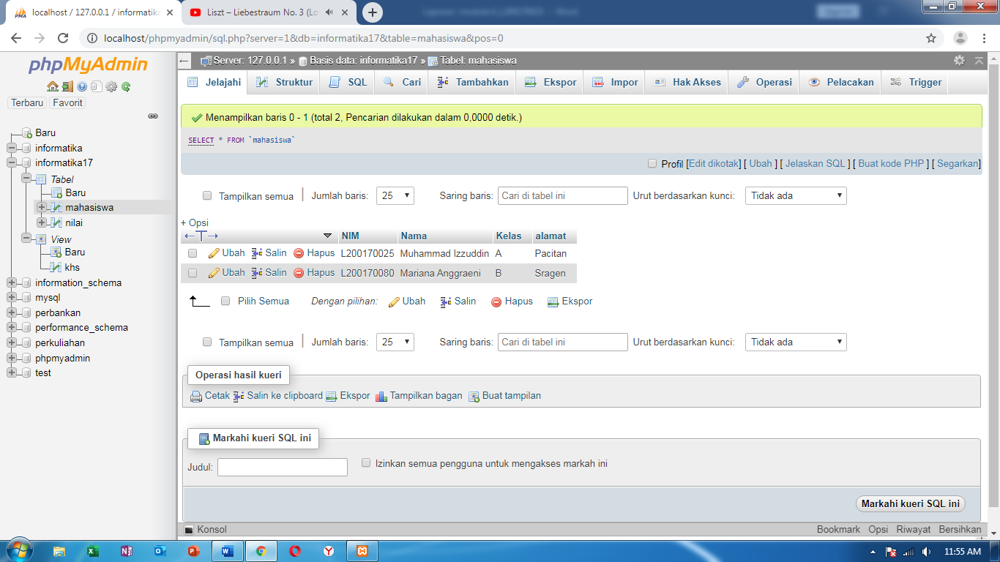 localhost / 127.0.0.1 / informatika
Liszt – Liebestraum No. 3 (Lo
localhost/phpmyadmin/sql.php?server=1&db=informatika17&table=mahasiswa&pos=0
phpMyAdmin
Terbaru Favorit
Baru
informatika
informatika17
Tabel
Baru
mahasiswa
nilai
View
Baru
khs
information_schema
mysql
perbankan
performance_schema
perkuliahan
phpmyadmin
test
Server: 127.0.0.1 » Basis data: informatika17 » Tabel: mahasiswa
Jelajahi Struktur SQL Cari Tambahkan Ekspor Impor Hak Akses Operasi Pelacakan Trigger
Menampilkan baris 0 - 1 (total 2, Pencarian dilakukan dalam 0,0000 detik.)
SELECT * FROM `mahasiswa`
Profil [Edit dikotak] [ Ubah ] [ Jelaskan SQL ] [ Buat kode PHP ] [ Segarkan]
Tampilkan semua | Jumlah baris: 25 Saring baris: Cari di tabel ini Urut berdasarkan kunci: Tidak ada
+ Opsi
←T→ NIM Nama Kelas alamat
Ubah Salin Hapus L200170025 Muhammad Izzuddin A Pacitan
Ubah Salin Hapus L200170080 Mariana Anggraeni B Sragen
Pilih Semua Dengan pilihan: Ubah Salin Hapus Ekspor
Tampilkan semua | Jumlah baris: 25 Saring baris: Cari di tabel ini Urut berdasarkan kunci: Tidak ada
Operasi hasil kueri
Cetak Salin ke clipboard Ekspor Tampilkan bagan Buat tampilan
Markahi kueri SQL ini
Judul: Izinkan semua pengguna untuk mengakses markah ini
Markahi kueri SQL ini
Konsol Bookmark Opsi Riwayat Bersihkan
11:55 AM